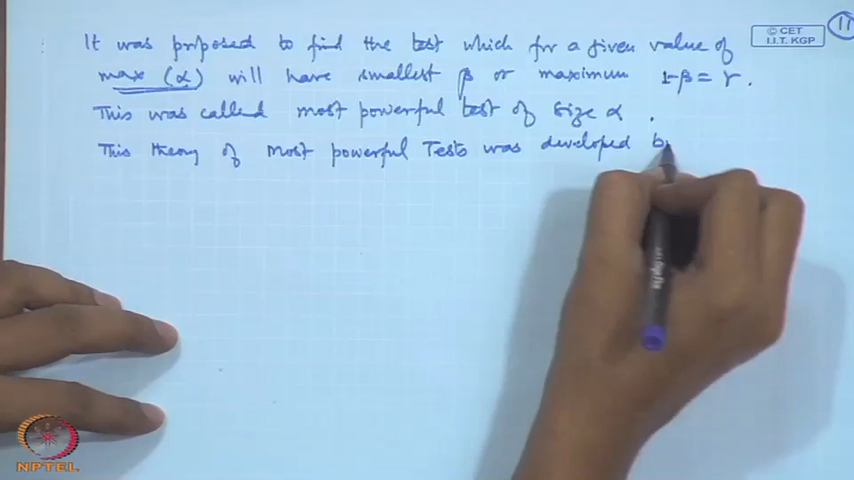 It was proposed to find the test which for a given value of
max (α) will have smallest β or maximum 1-β = γ.
This was called most powerful test of size α.
This theory of most powerful Tests was developed b
© CET
I.I.T. KGP
11
NPTEL